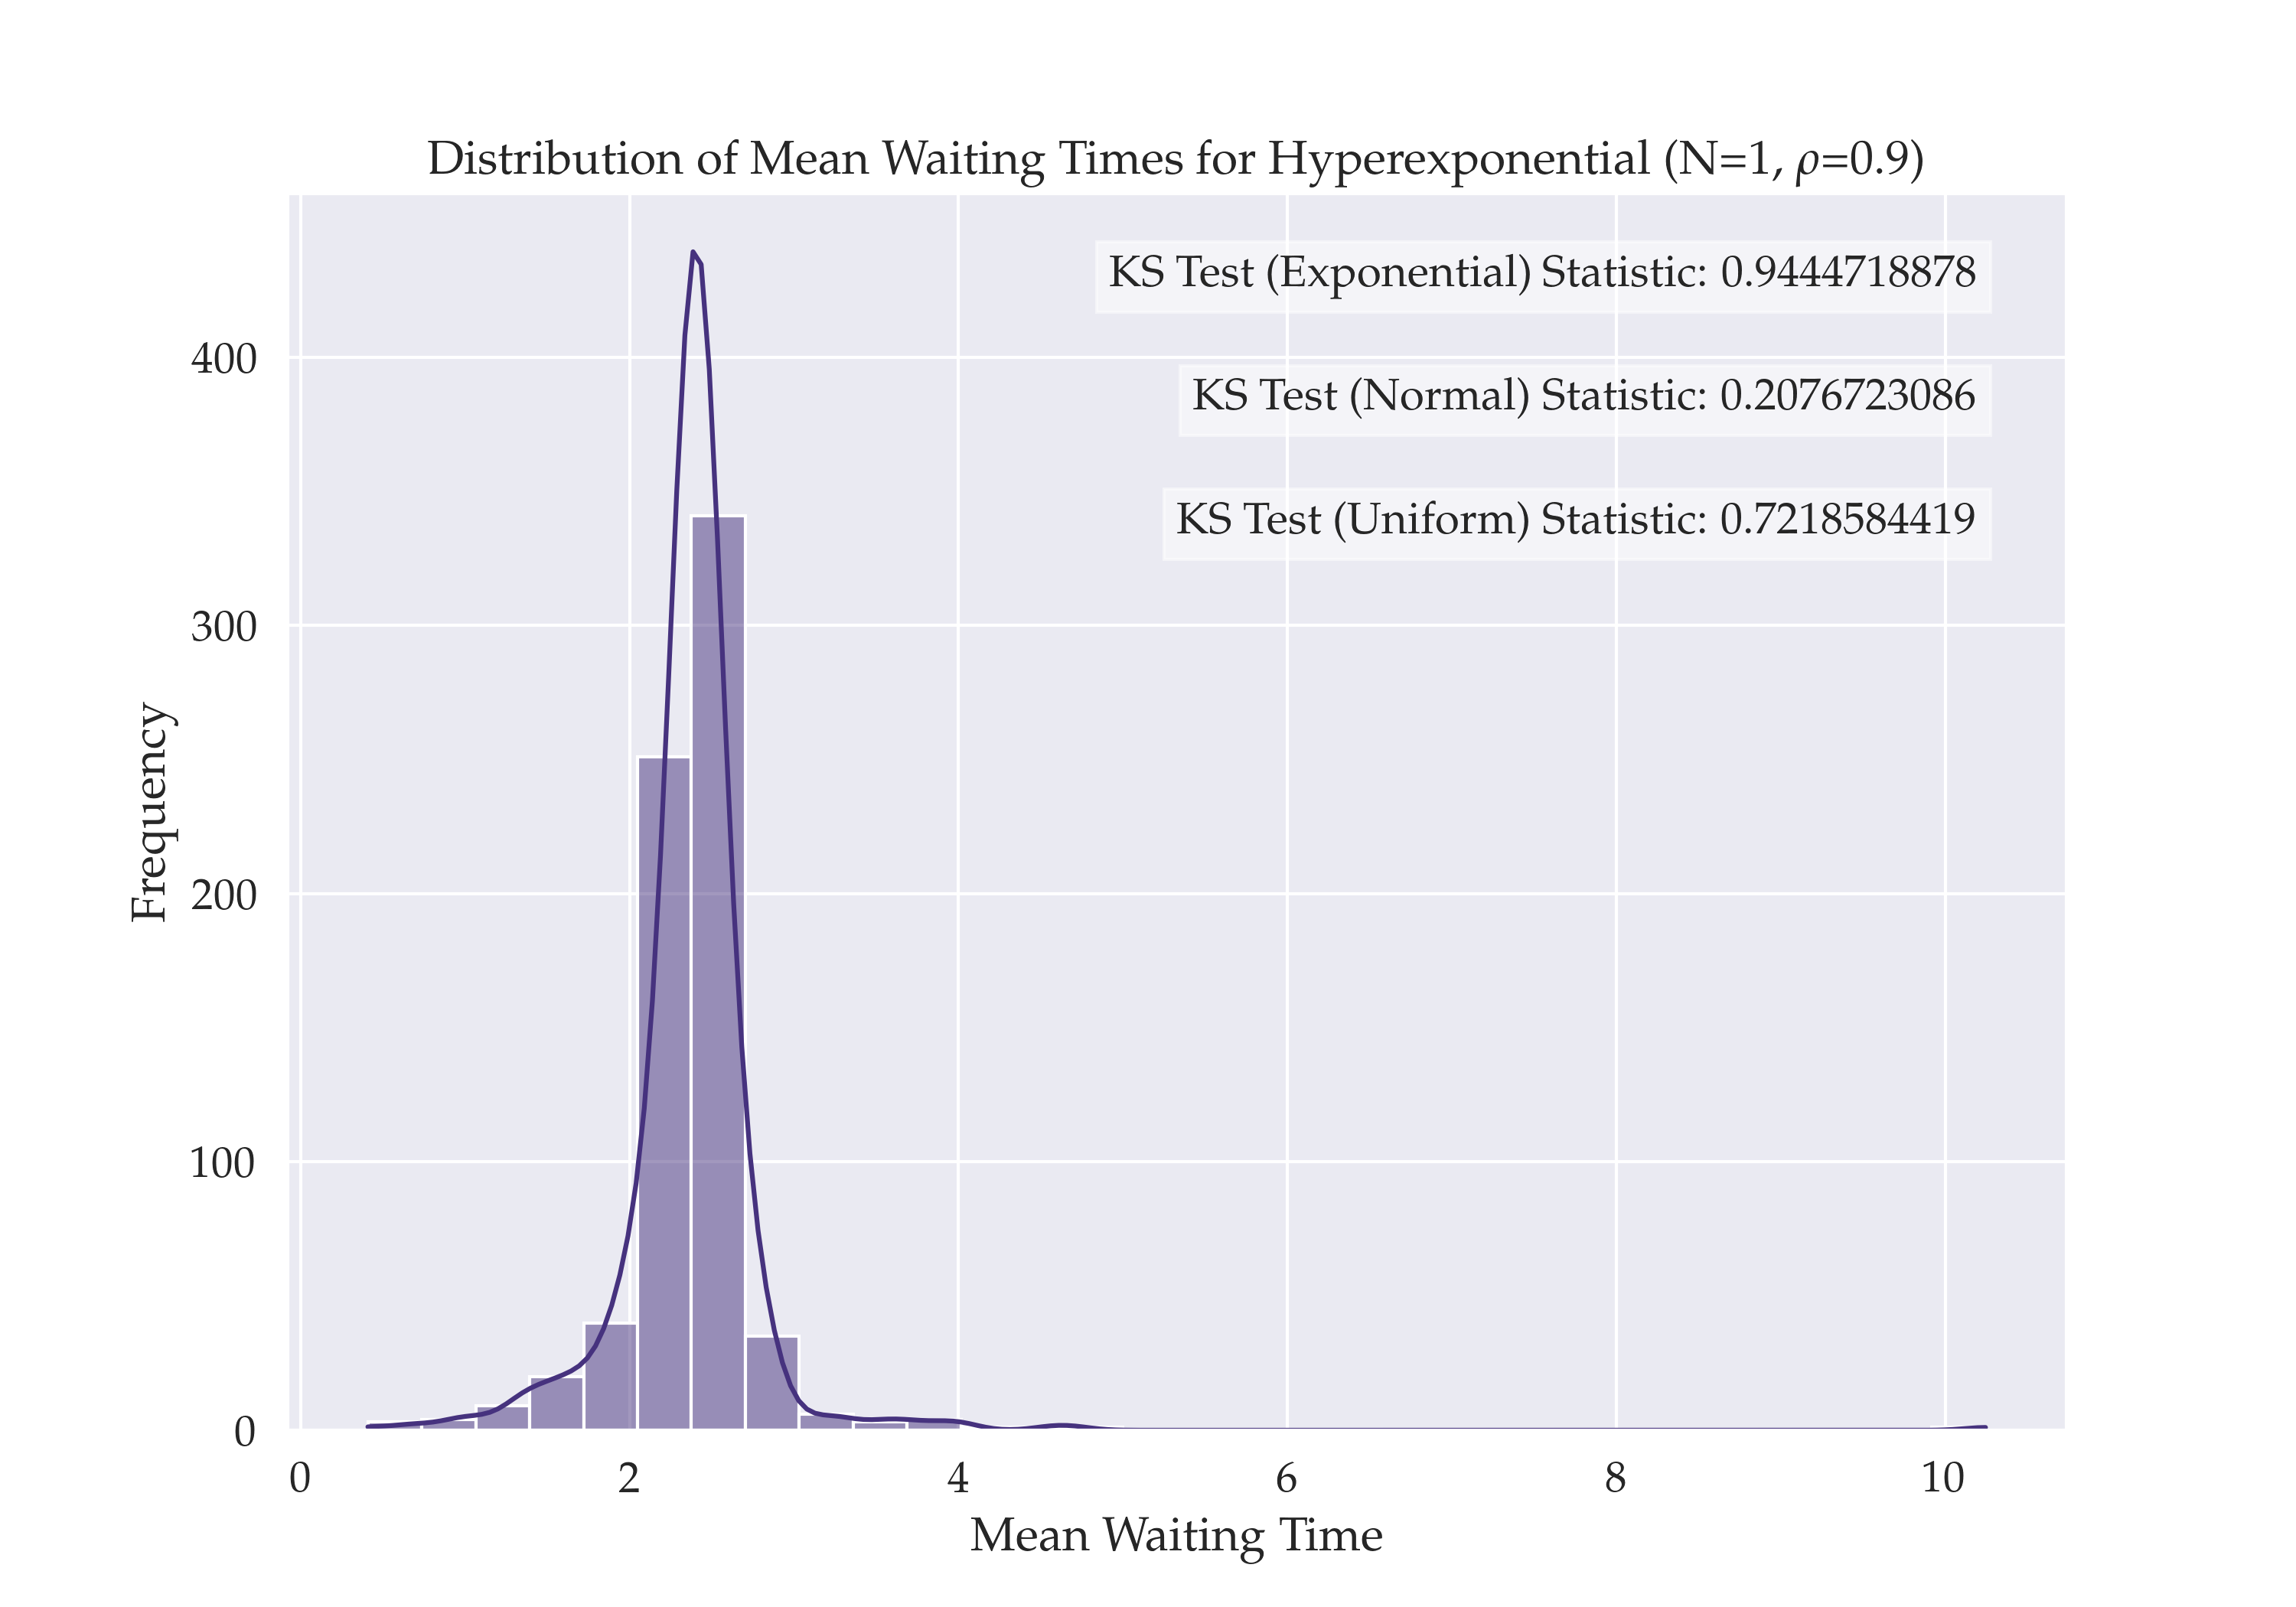 Distribution of Mean Waiting Times for Hyperexponential (N=1, ρ=0.9)
KS Test (Exponential) Statistic: 0.9444718878
KS Test (Normal) Statistic: 0.2076723086
KS Test (Uniform) Statistic: 0.7218584419
Frequency
400
300
200
100
0
0 2 4 6 8 10
Mean Waiting Time